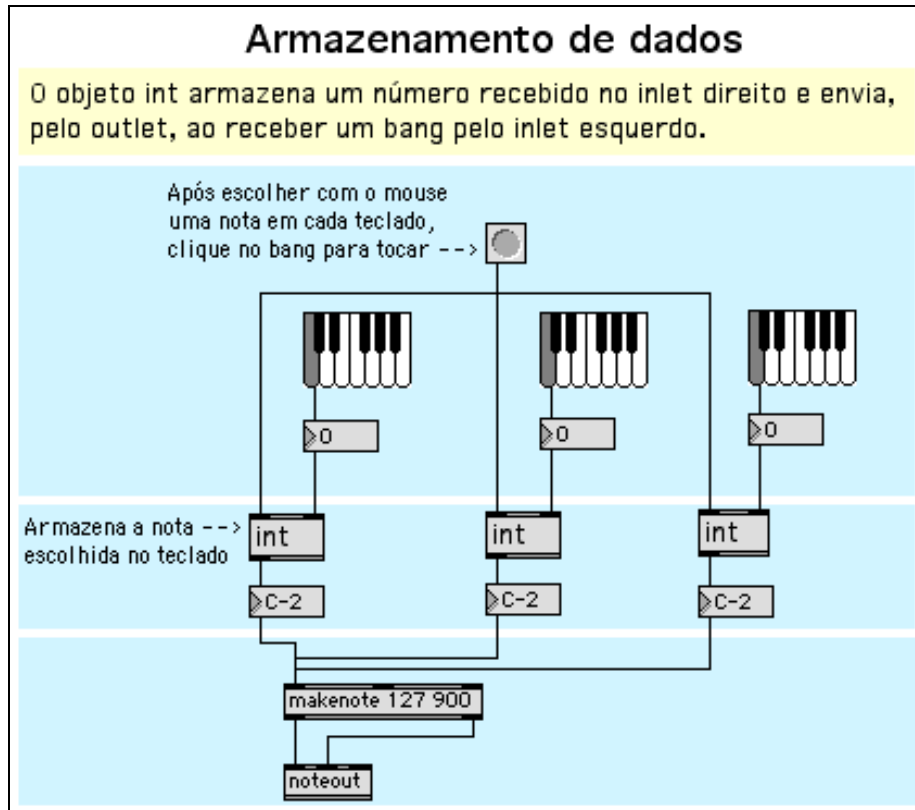 Armazenamento de dados
O objeto int armazena um número recebido no inlet direito e envia,
pelo outlet, ao receber um bang pelo inlet esquerdo.
Após escolher com o mouse
uma nota em cada teclado,
clique no bang para tocar -->
0
0
0
Armazena a nota -->
escolhida no teclado
int
int
int
C-2
C-2
C-2
makenote 127 900
noteout